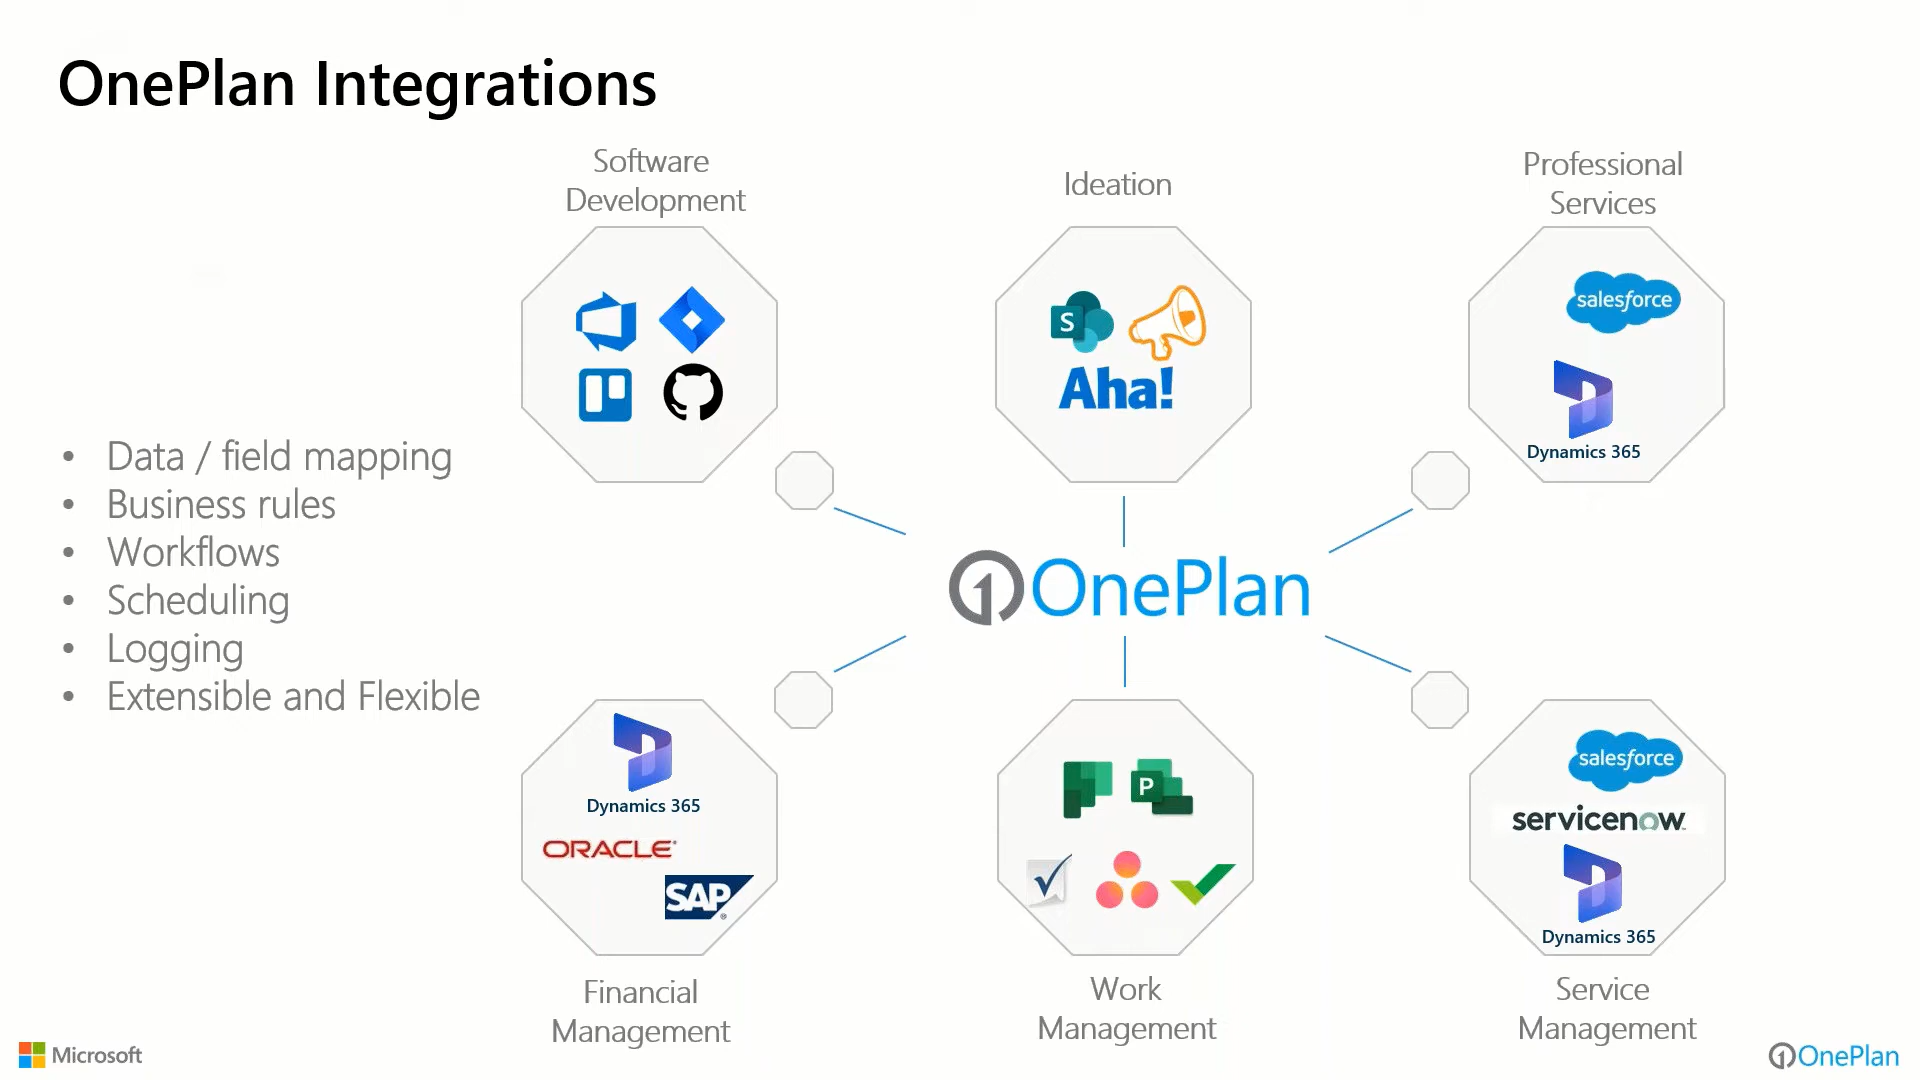 OnePlan Integrations
Software
Development
Ideation
Professional
Services
S
Aha!
salesforce
Dynamics 365
• Data / field mapping
• Business rules
• Workflows
• Scheduling
• Logging
• Extensible and Flexible
OnePlan
Dynamics 365
ORACLE®
SAP®
P
salesforce
servicenow
Dynamics 365
Financial
Management
Work
Management
Service
Management
Microsoft
OnePlan